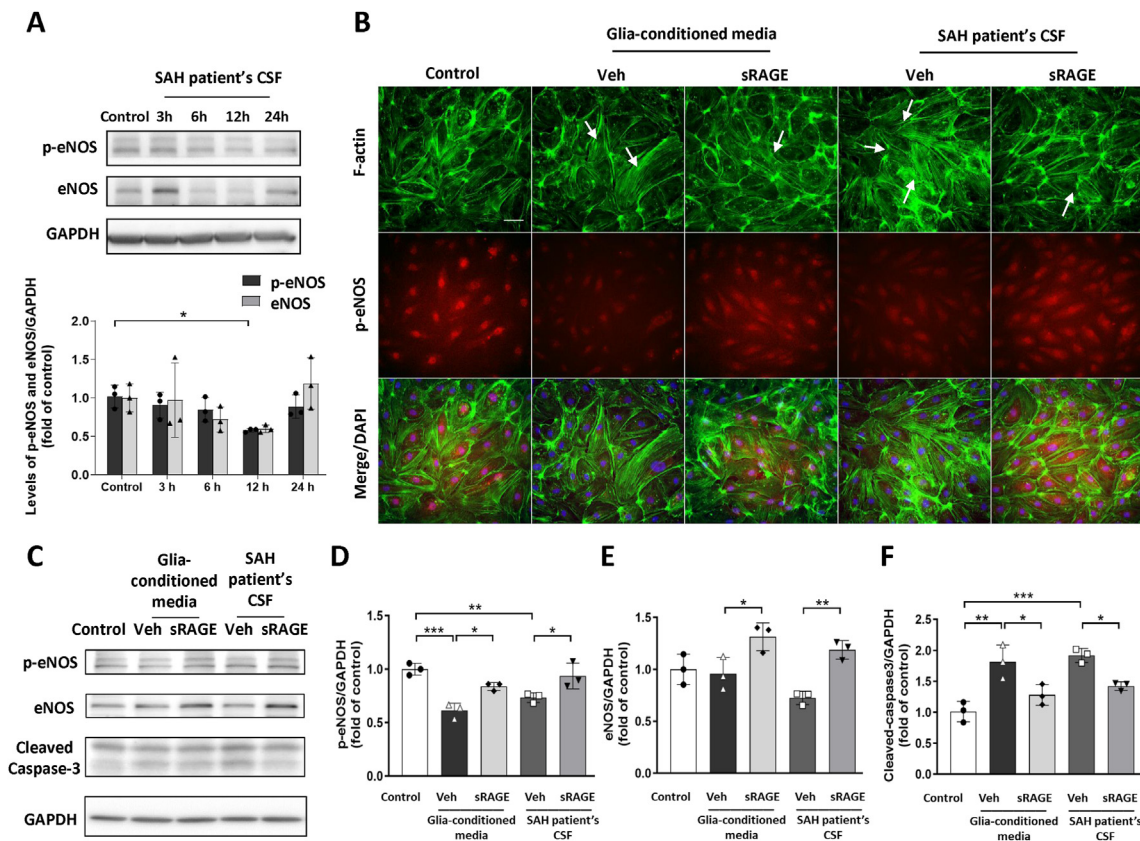 A
SAH patient's CSF
Control 3h 6h 12h 24h
p-eNOS
eNOS
GAPDH
p-eNOS
eNOS
*
Levels of p-eNOS and eNOS/GAPDH
(fold of control)
2.0
1.5
1.0
0.5
0.0
Control 3 h 6 h 12 h 24 h
B
Glia-conditioned media SAH patient's CSF
Control Veh sRAGE Veh sRAGE
F-actin
p-eNOS
Merge/DAPI
C
Glia-
conditioned
media
SAH
patient's
CSF
Control Veh sRAGE Veh sRAGE
p-eNOS
eNOS
Cleaved
Caspase-3
GAPDH
D
**
*** * *
p-eNOS/GAPDH
(fold of control)
1.5
1.0
0.5
0.0
Control Veh sRAGE Veh sRAGE
Glia-conditioned
media
SAH patient's
CSF
E
* **
eNOS/GAPDH
(fold of control)
1.5
1.0
0.5
0.0
Control Veh sRAGE Veh sRAGE
Glia-conditioned
media
SAH patient's
CSF
F
***
** * *
Cleaved-caspase3/GAPDH
(fold of control)
2.5
2.0
1.5
1.0
0.5
0.0
Control Veh sRAGE Veh sRAGE
Glia-conditioned
media
SAH patient's
CSF